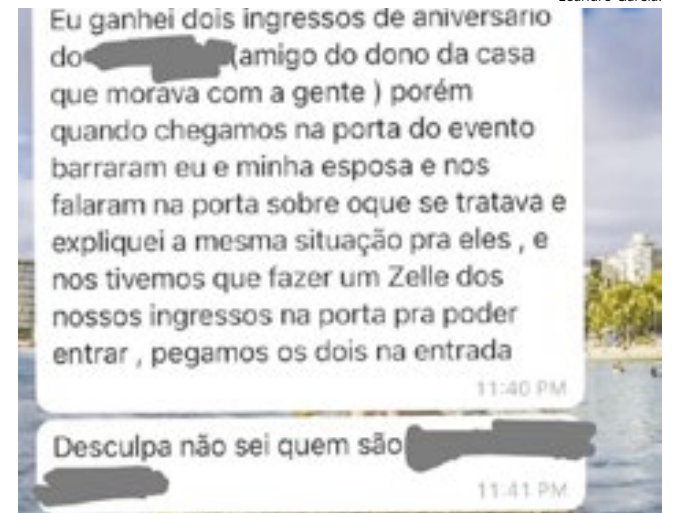 Eu ganhei dois ingressos de aniversario
do (amigo do dono da casa
que morava com a gente ) porém
quando chegamos na porta do evento
barraram eu e minha esposa e nos
falaram na porta sobre oque se tratava e
expliquei a mesma situação pra eles , e
nos tivemos que fazer um Zelle dos
nossos ingressos na porta pra poder
entrar , pegamos os dois na entrada
11:40 PM
Desculpa não sei quem são
11:41 PM